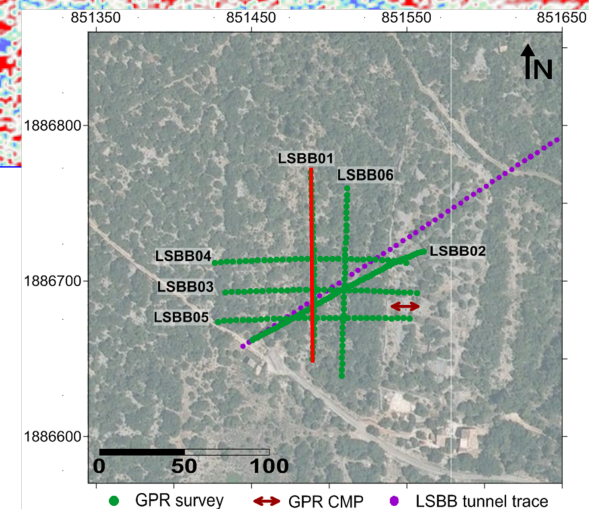 851350 851450 851550 851650
N
1886800
LSBB01
LSBB06
LSBB04
LSBB02
1886700
LSBB03
LSBB05
1886600
0 50 100
GPR survey GPR CMP LSBB tunnel trace